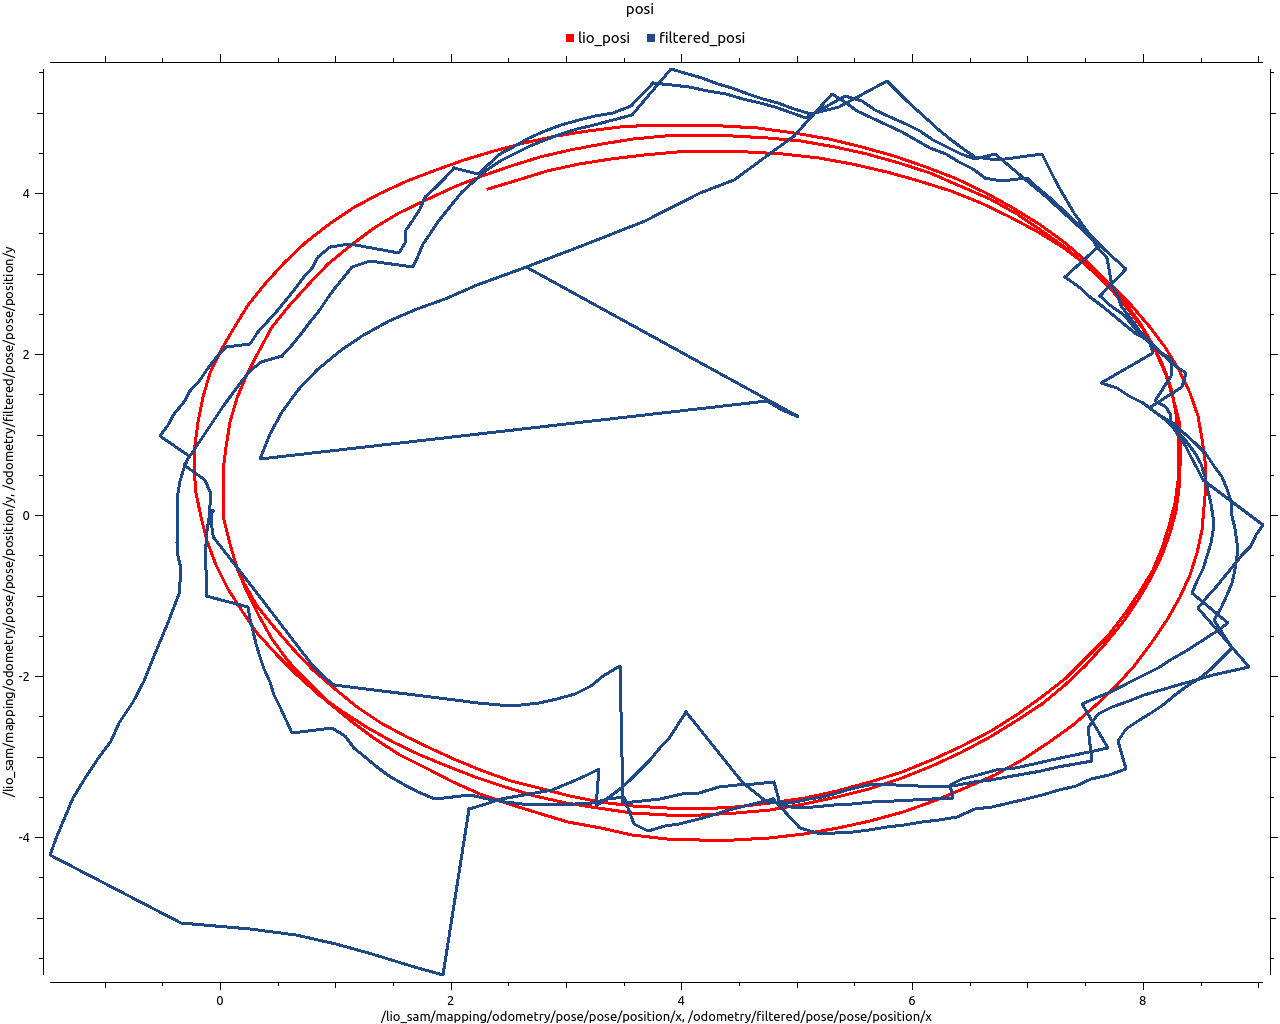 posi
lio_posi filtered_posi
/lio_sam/mapping/odometry/pose/pose/position/y, /odometry/filtered/pose/pose/position/y
4
2
0
-2
-4
0 2 4 6 8
/lio_sam/mapping/odometry/pose/pose/position/x, /odometry/filtered/pose/pose/position/x